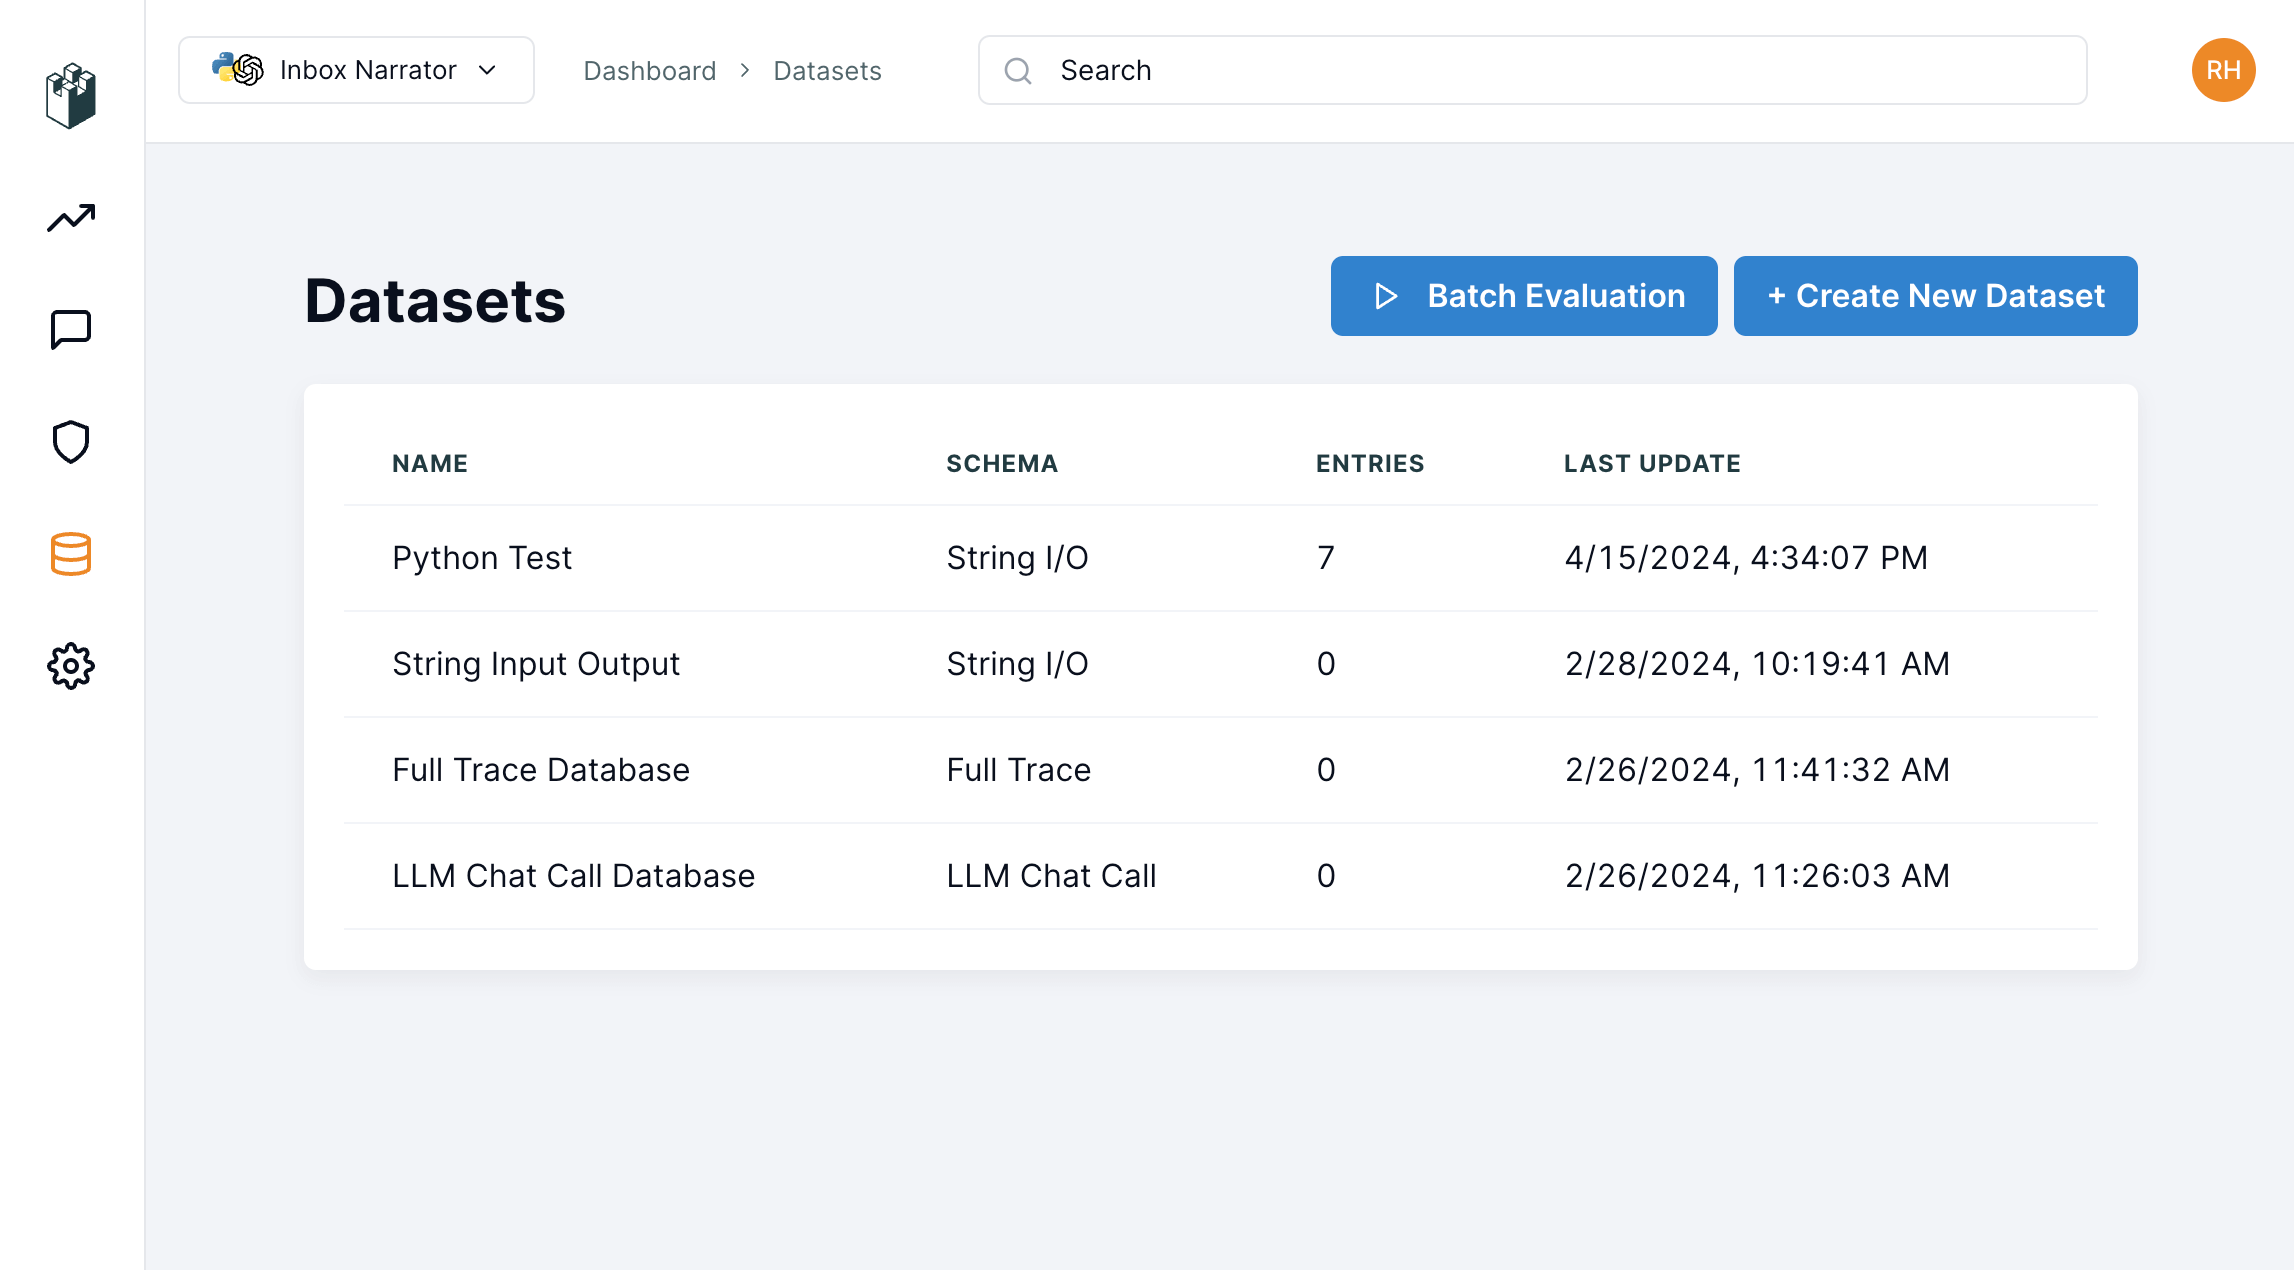 Inbox Narrator
Dashboard > Datasets
Search
RH
Datasets
Batch Evaluation
+ Create New Dataset
NAME SCHEMA ENTRIES LAST UPDATE
Python Test String I/O 7 4/15/2024, 4:34:07 PM
String Input Output String I/O 0 2/28/2024, 10:19:41 AM
Full Trace Database Full Trace 0 2/26/2024, 11:41:32 AM
LLM Chat Call Database LLM Chat Call 0 2/26/2024, 11:26:03 AM